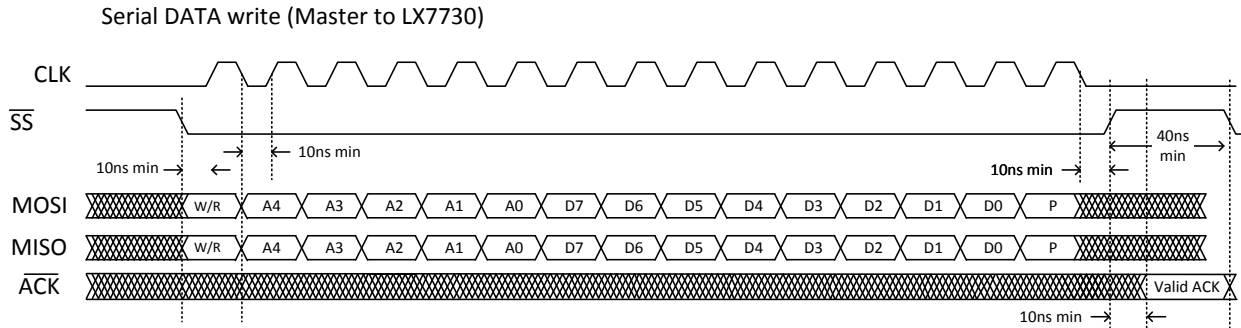 Serial DATA write (Master to LX7730)
CLK
SS
10ns min
10ns min
10ns min
40ns
min
MOSI W/R A4 A3 A2 A1 A0 D7 D6 D5 D4 D3 D2 D1 D0 P
MISO W/R A4 A3 A2 A1 A0 D7 D6 D5 D4 D3 D2 D1 D0 P
ACK Valid ACK
10ns min